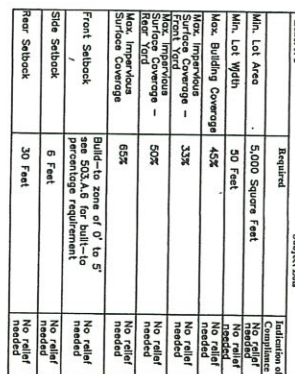 Required
Indication of
Compliance
Min. Lot Area
5,000 Square Feet
No relief
needed
Min. Lot Width
50 Feet
No relief
needed
Max. Building Coverage
45%
No relief
needed
Max. Impervious
Surface Coverage –
Front Yard
33%
No relief
needed
Max. Impervious
Surface Coverage –
Rear Yard
50%
No relief
needed
Max. Impervious
Surface Coverage
65%
No relief
needed
Front Setback
Build-to zone of 0' to 5'
see 503.A.6 for built-to
percentage requirement
No relief
needed
Side Setback
6 Feet
No relief
needed
Rear Setback
30 Feet
No relief
needed